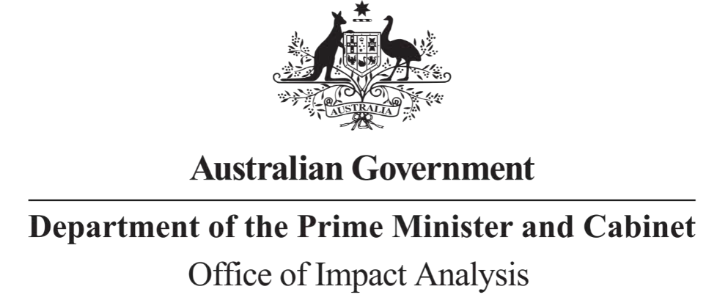 AUSTRALIA
Australian Government
Department of the Prime Minister and Cabinet
Office of Impact Analysis